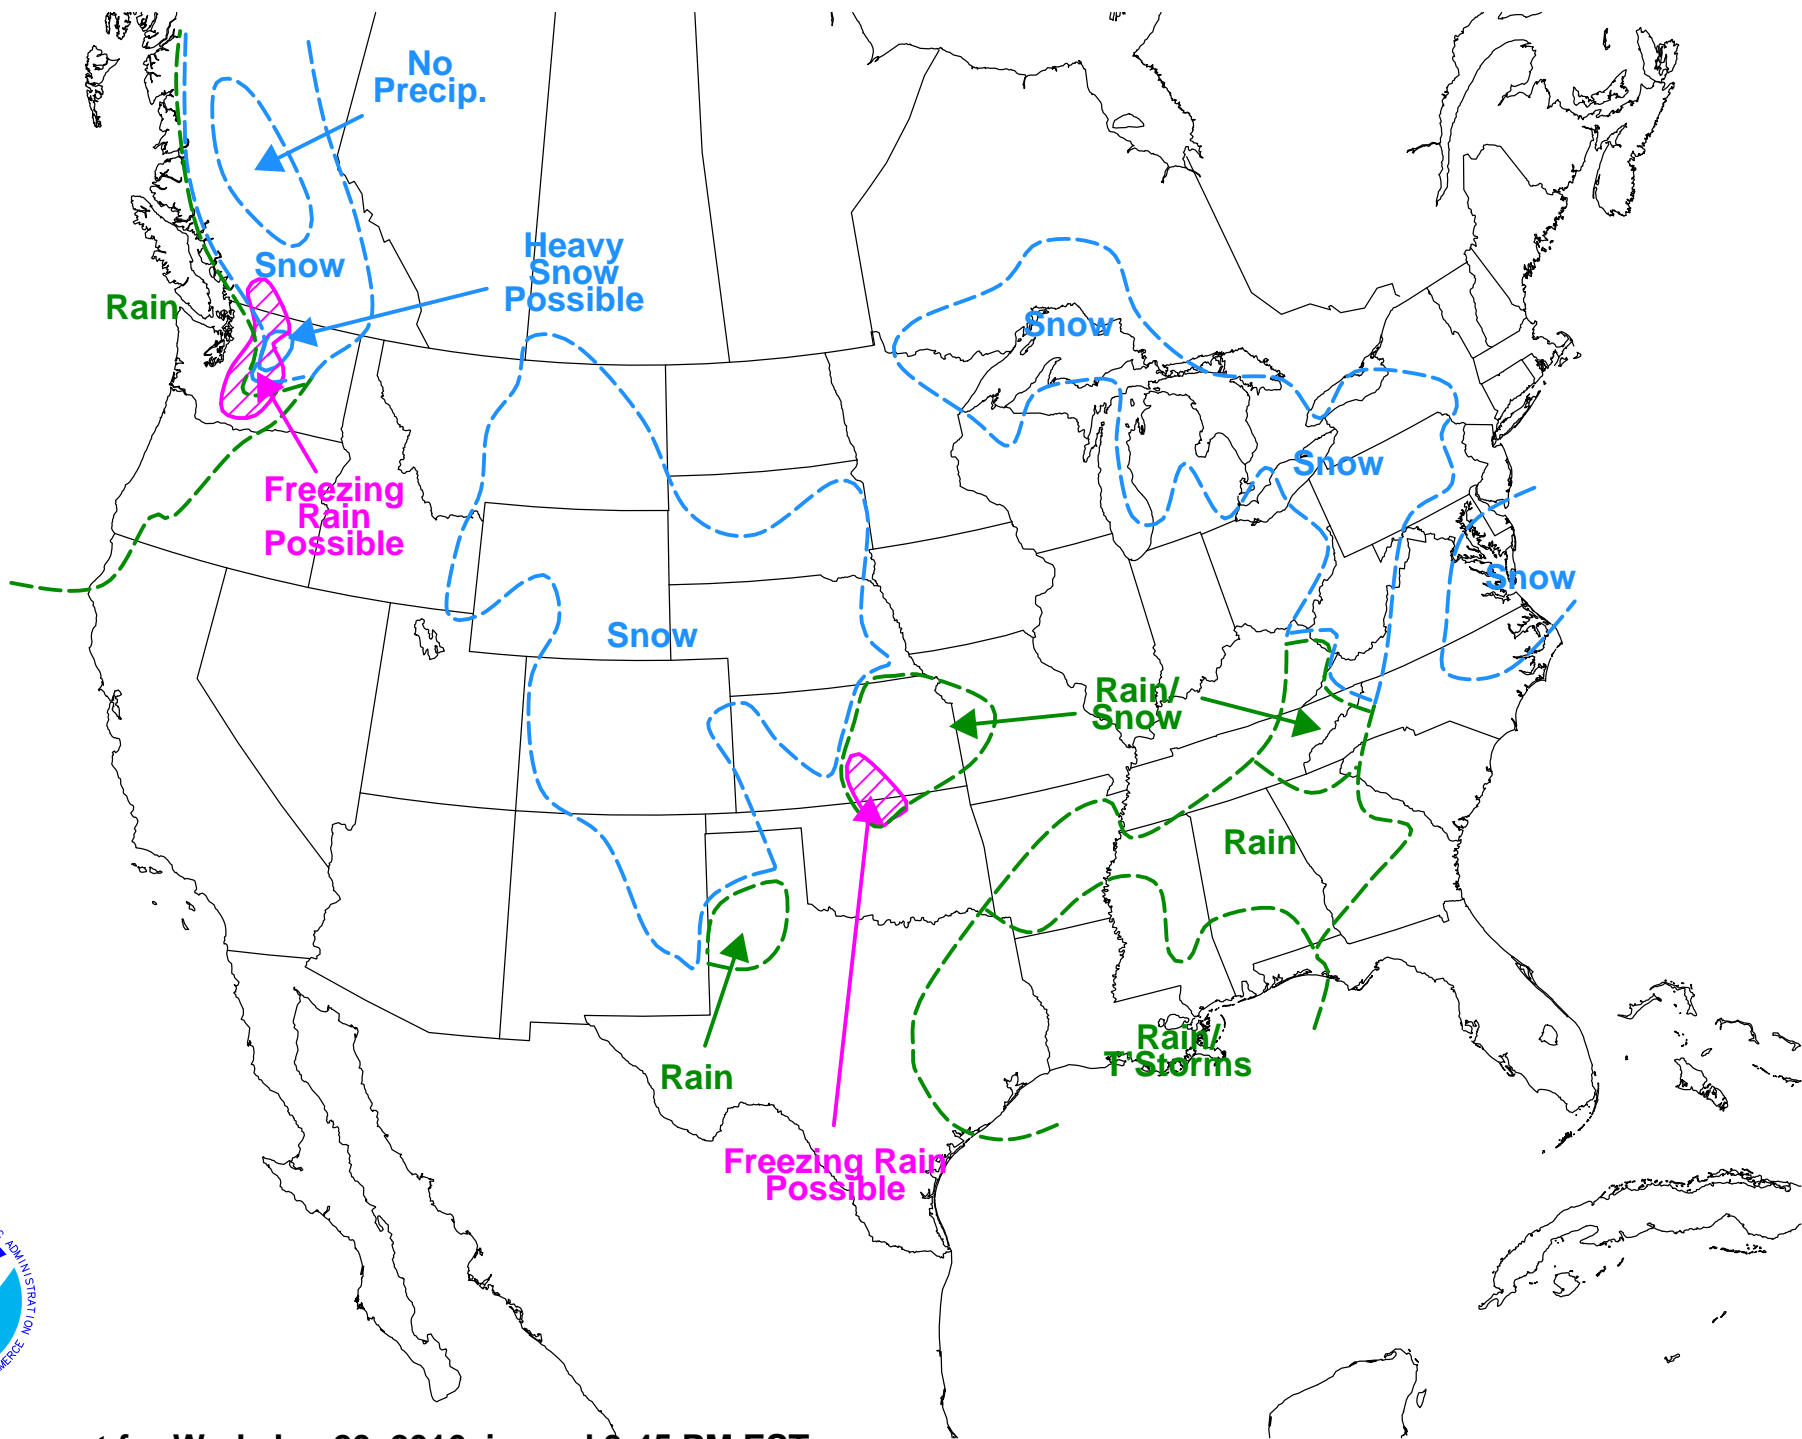 No
Precip.
Snow
Heavy
Snow
Possible
Rain
Snow
Snow
Freezing
Rain
Possible
Snow
Snow
Rain/
Snow
Rain
Rain/
T'Storms
Rain
Freezing Rain
Possible
ADMINISTRATION